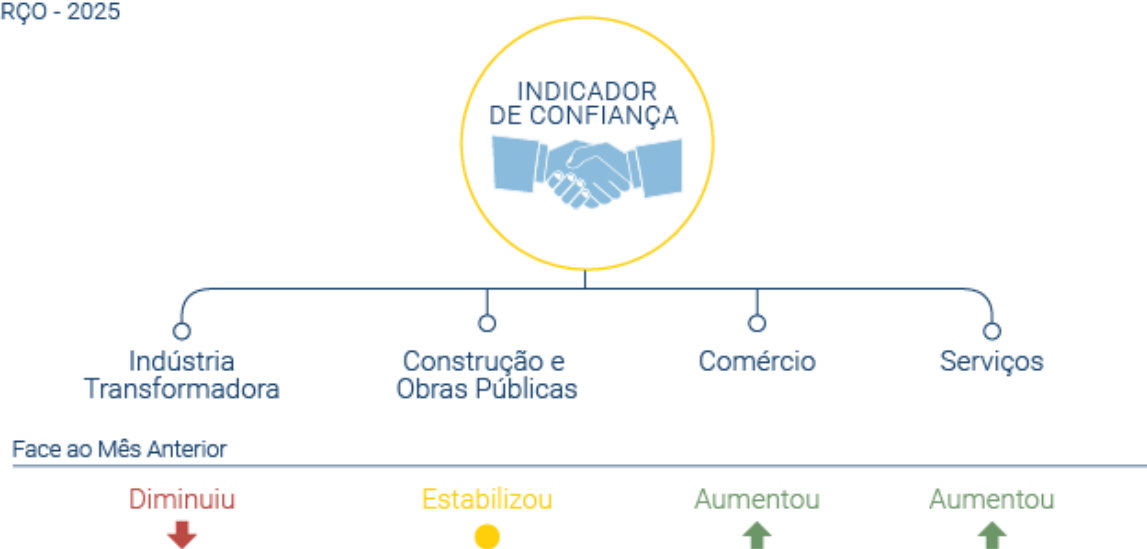 RÇO - 2025
INDICADOR
DE CONFIANÇA
Indústria
Transformadora
Construção e
Obras Públicas
Comércio
Serviços
Face ao Mês Anterior
Diminuiu
Estabilizou
Aumentou
Aumentou